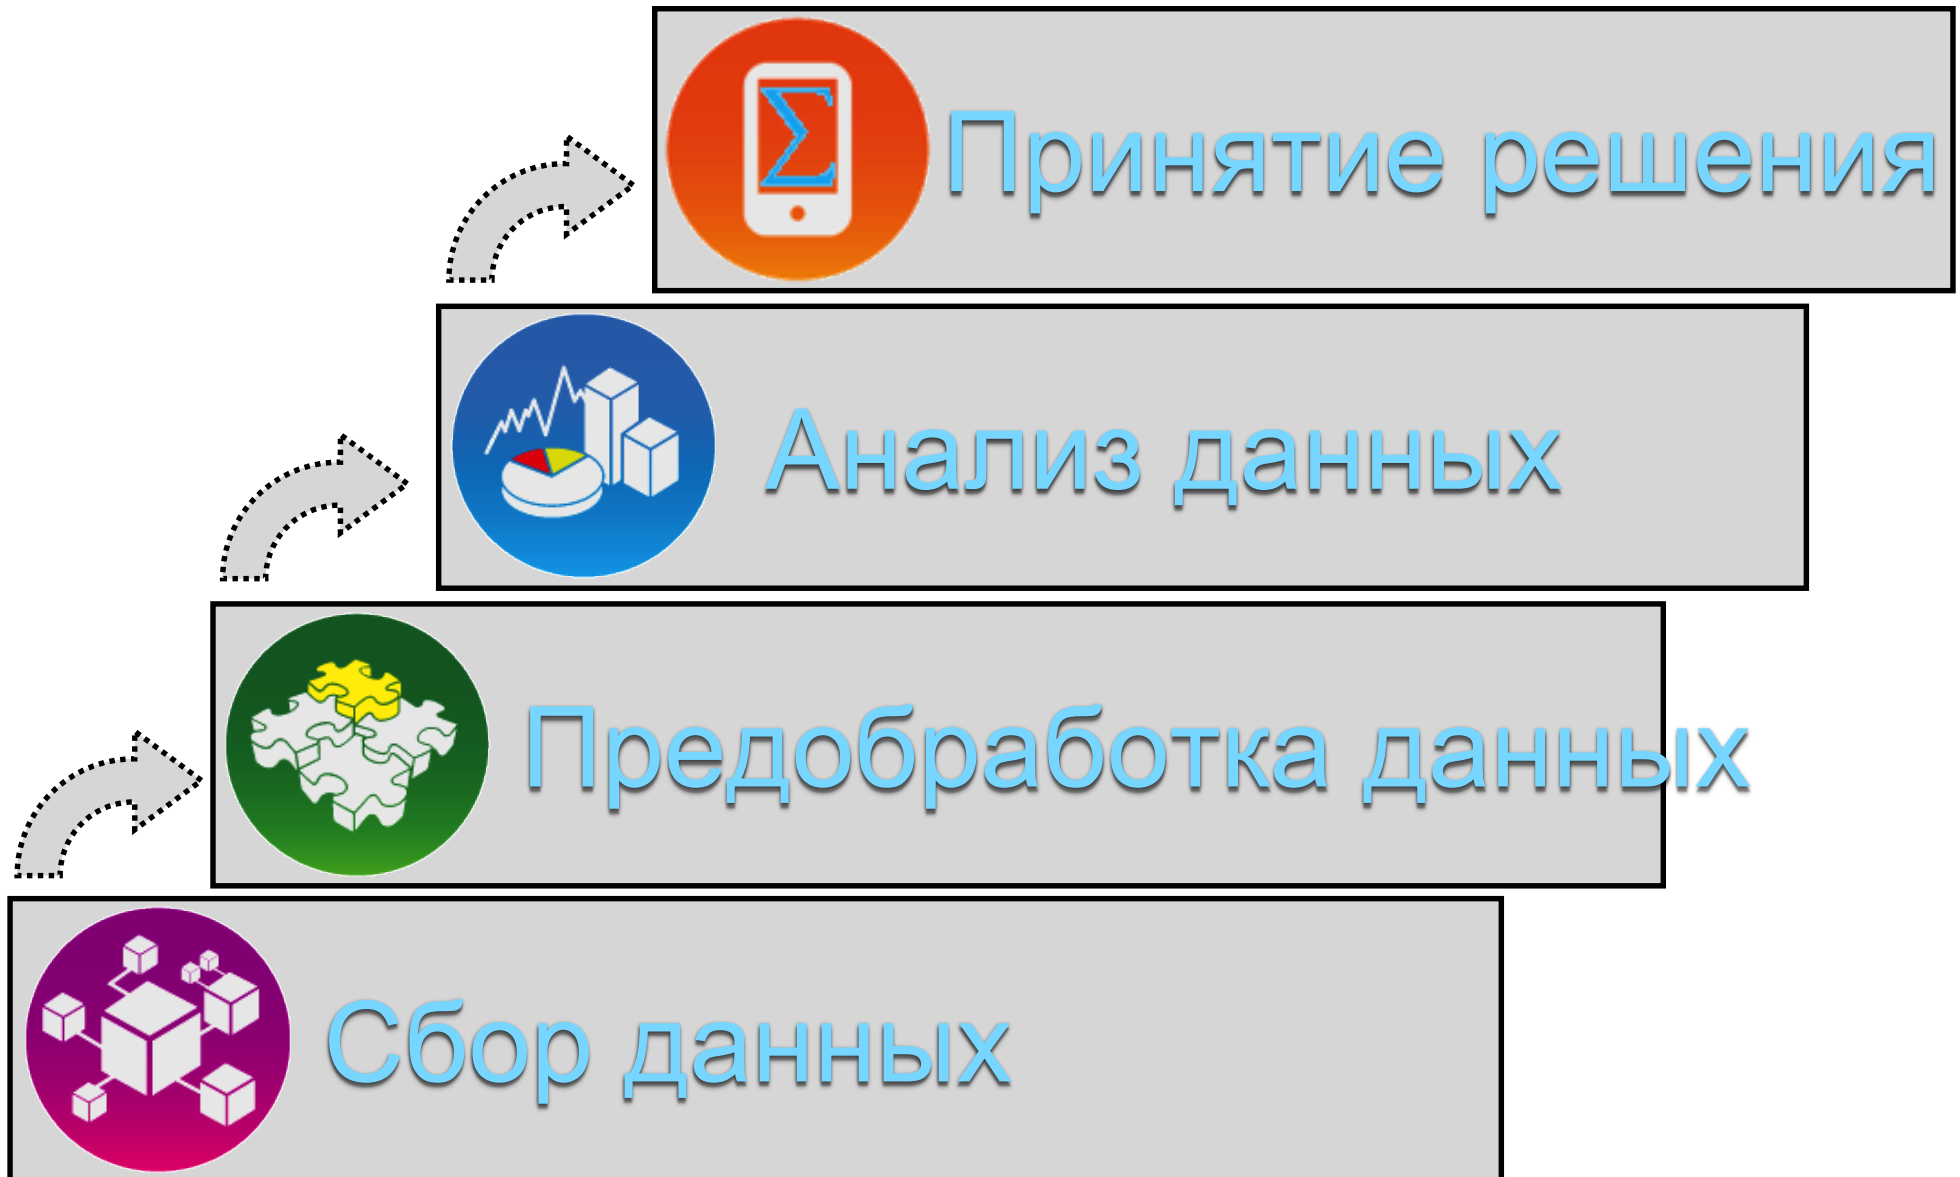 Σ
Принятие решения
Анализ данных
Предобработка данных
Сбор данных